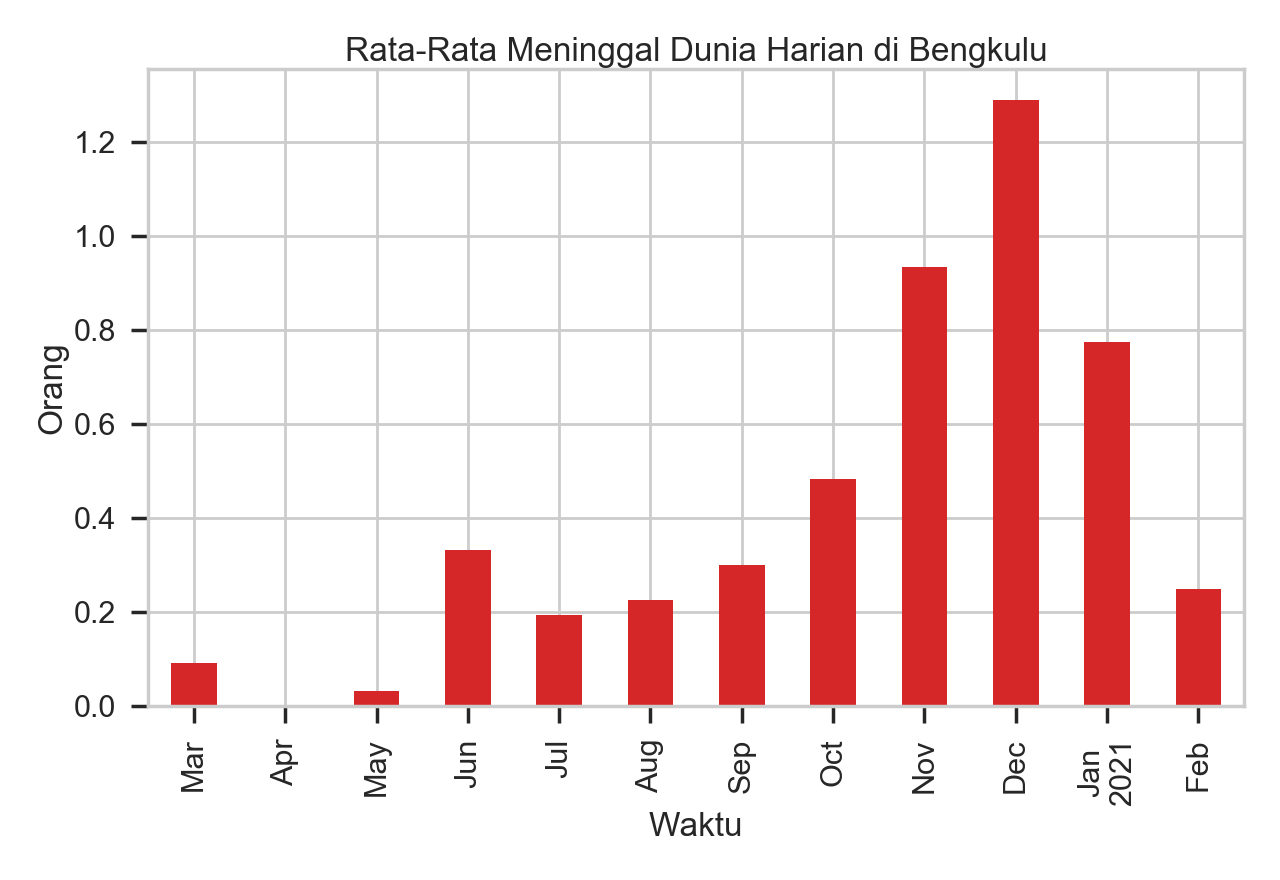 Rata-Rata Meninggal Dunia Harian di Bengkulu
Orang
1.2
1.0
0.8
0.6
0.4
0.2
0.0
Mar
Apr
May
Jun
Jul
Aug
Sep
Oct
Nov
Dec
Jan
2021
Feb
Waktu